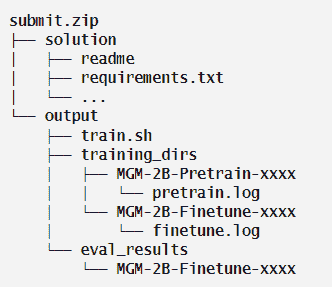 submit.zip
├── solution
│   ├── readme
│   ├── requirements.txt
│   └── ...
└── output
    ├── train.sh
    ├── training_dirs
    │   ├── MGM-2B-Pretrain-xxxx
    │   │   └── pretrain.log
    │   └── MGM-2B-Finetune-xxxx
    │       └── finetune.log
    └── eval_results
        └── MGM-2B-Finetune-xxxx